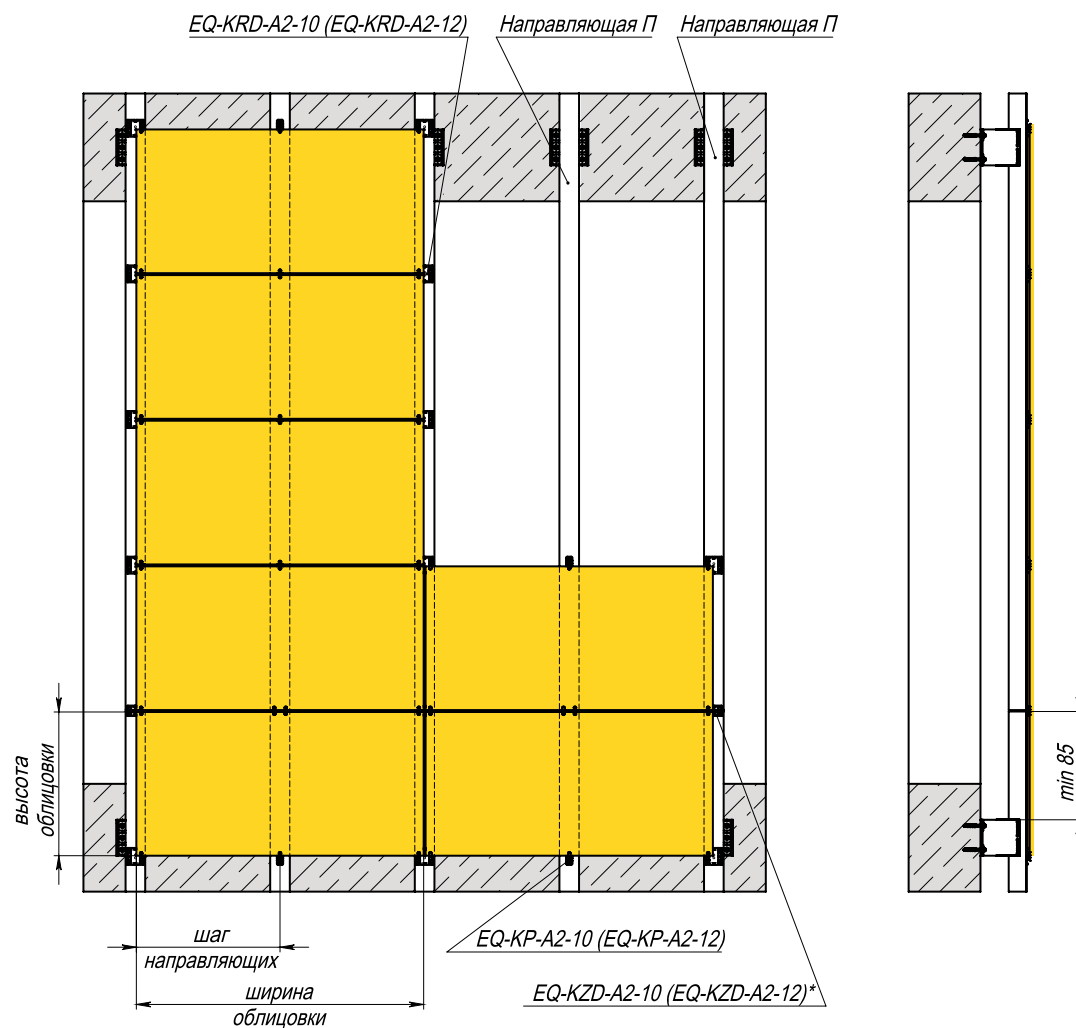 EQ-KRD-A2-10 (EQ-KRD-A2-12)
Направляющая П
Направляющая П
высота
облицовки
min 85
шаг
направляющих
EQ-KP-A2-10 (EQ-KP-A2-12)
ширина
облицовки
EQ-KZD-A2-10 (EQ-KZD-A2-12)*